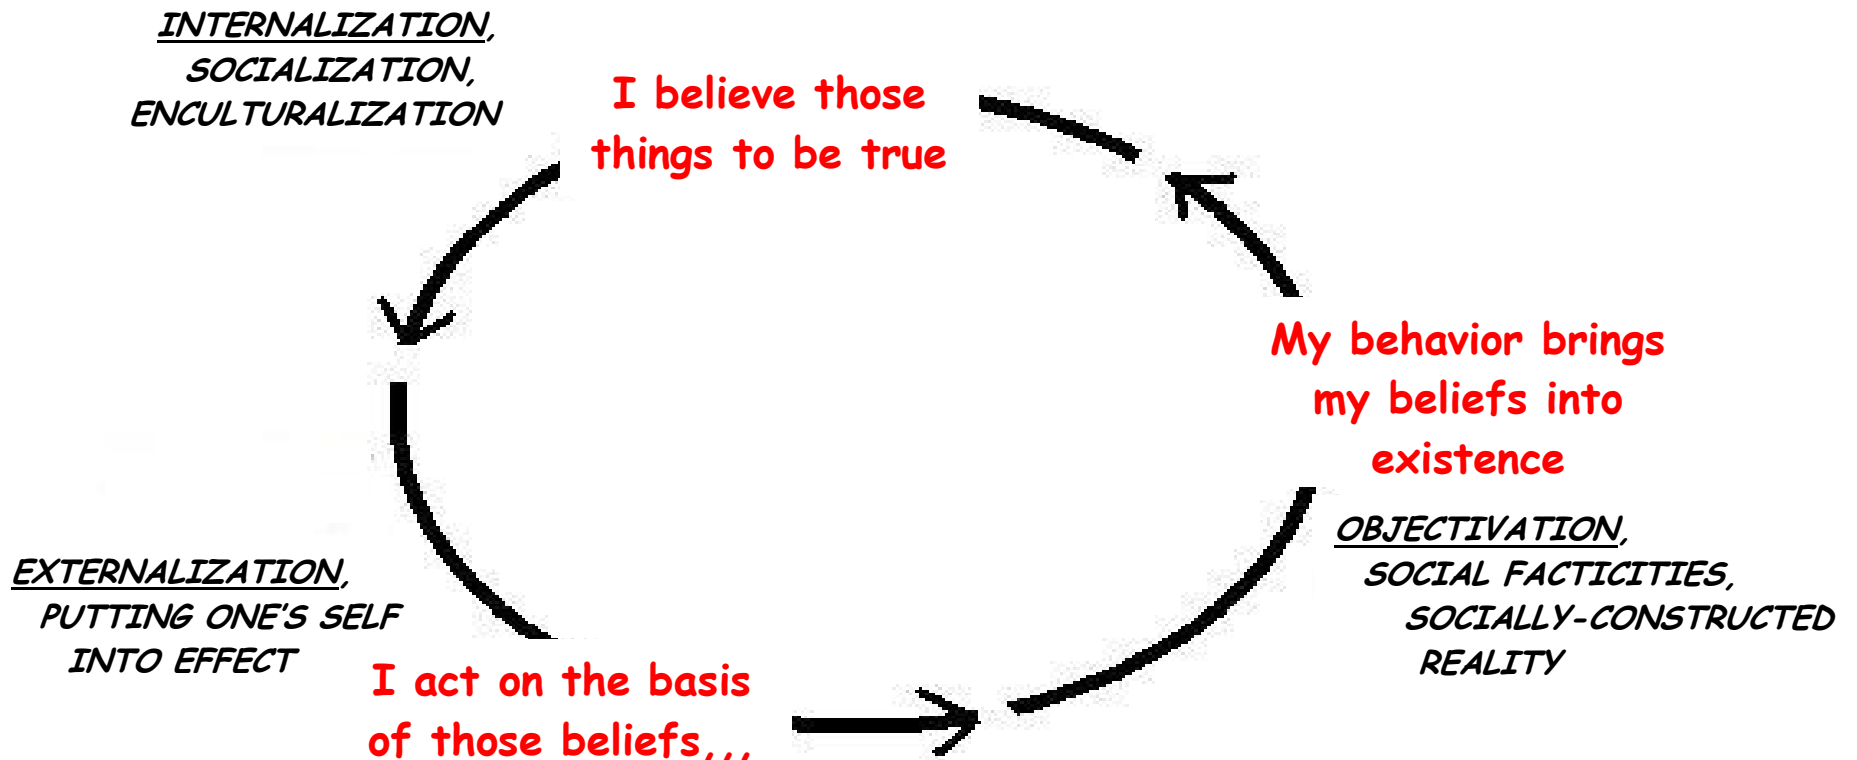 INTERNALIZATION,
SOCIALIZATION,
ENCULTURALIZATION
I believe those
things to be true
My behavior brings
my beliefs into
existence
OBJECTIVATION,
SOCIAL FACTICITIES,
SOCIALLY-CONSTRUCTED
REALITY
EXTERNALIZATION,
PUTTING ONE'S SELF
INTO EFFECT
I act on the basis
of those beliefs,,,